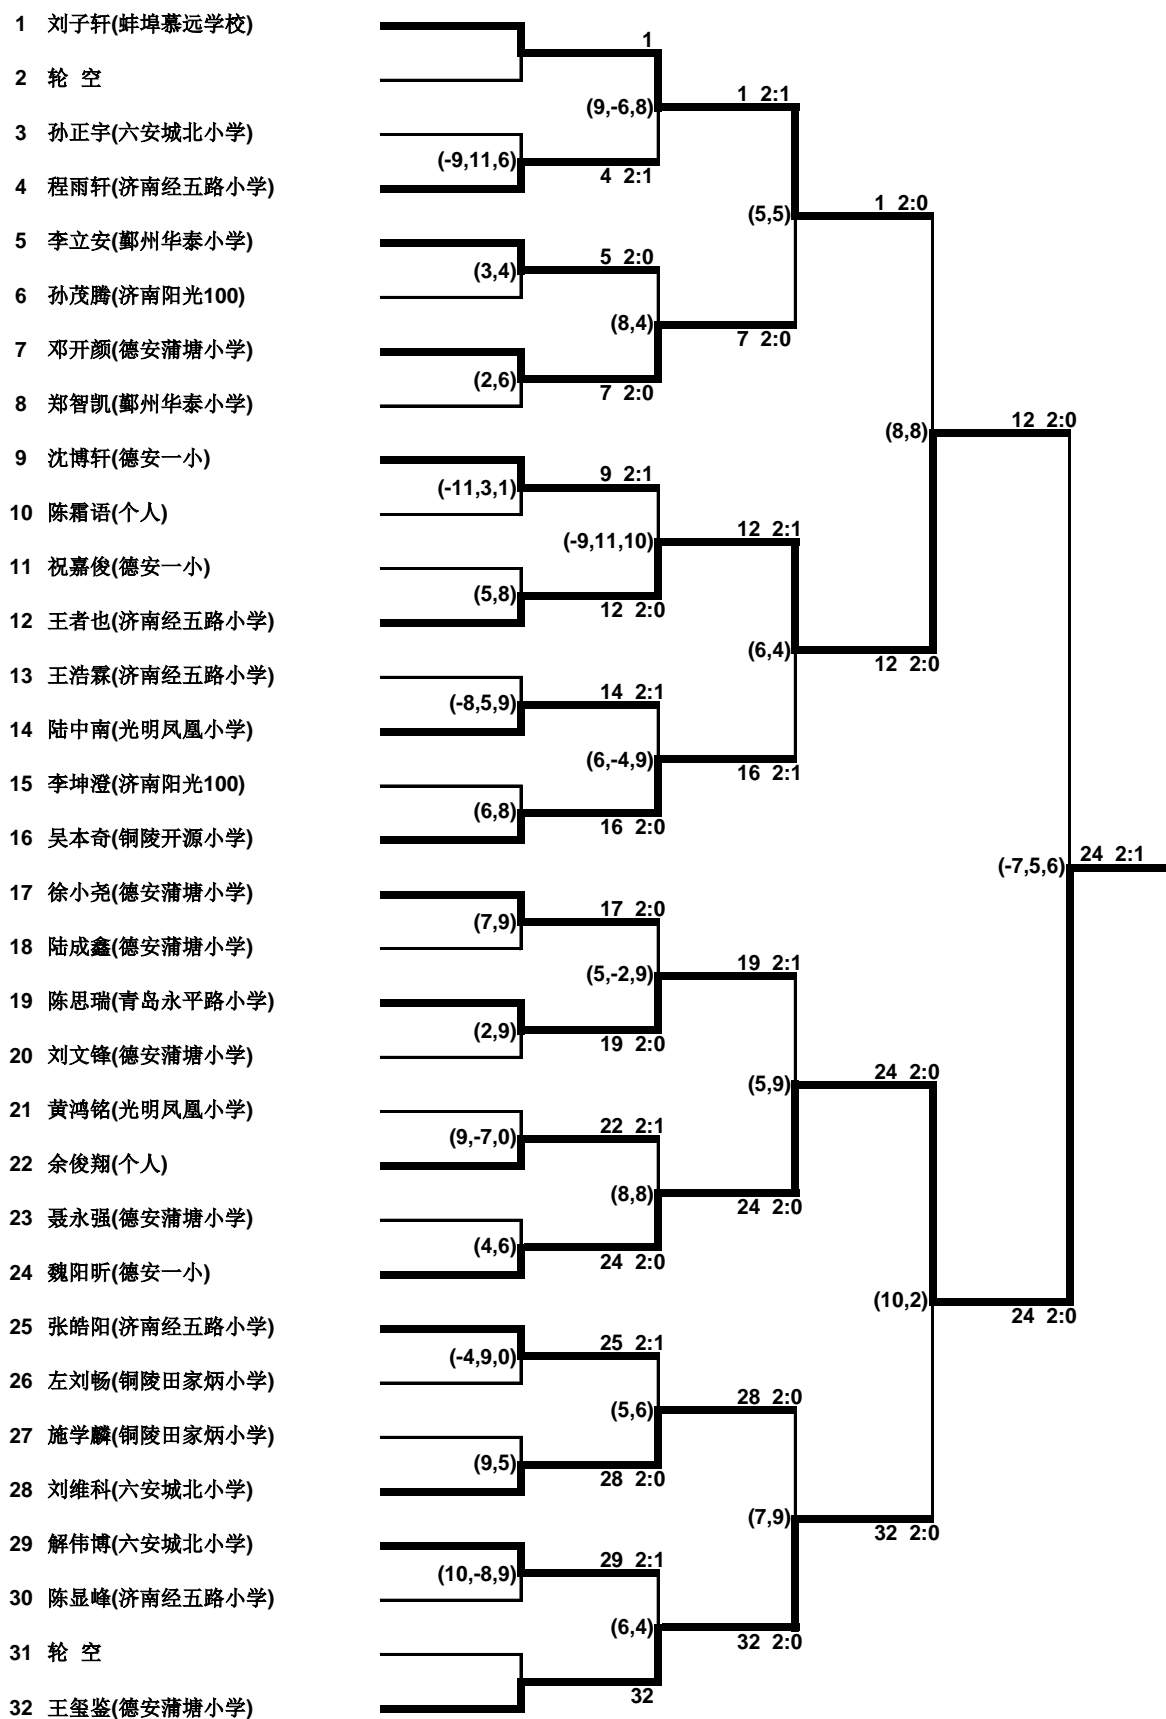 1 刘子轩(蚌埠慕远学校)
1
2 轮 空
(9,-6,8)
1 2:1
3 孙正宇(六安城北小学)
(-9,11,6)
4 2:1
4 程雨轩(济南经五路小学)
1 2:0
(5,5)
5 李立安(鄞州华泰小学)
5 2:0
(3,4)
6 孙茂腾(济南阳光100)
(8,4)
7 2:0
7 邓开颜(德安蒲塘小学)
(2,6)
7 2:0
8 郑智凯(鄞州华泰小学)
12 2:0
(8,8)
9 沈博轩(德安一小)
9 2:1
(-11,3,1)
10 陈霜语(个人)
12 2:1
(-9,11,10)
11 祝嘉俊(德安一小)
(5,8)
12 2:0
12 王者也(济南经五路小学)
(6,4)
12 2:0
13 王浩霖(济南经五路小学)
14 2:1
(-8,5,9)
14 陆中南(光明凤凰小学)
(6,-4,9)
16 2:1
15 李坤澄(济南阳光100)
(6,8)
16 2:0
16 吴本奇(铜陵开源小学)
24 2:1
(-7,5,6)
17 徐小尧(德安蒲塘小学)
17 2:0
(7,9)
18 陆成鑫(德安蒲塘小学)
19 2:1
(5,-2,9)
19 陈思瑞(青岛永平路小学)
(2,9)
19 2:0
20 刘文锋(德安蒲塘小学)
24 2:0
(5,9)
21 黄鸿铭(光明凤凰小学)
22 2:1
(9,-7,0)
22 余俊翔(个人)
(8,8)
24 2:0
23 聂永强(德安蒲塘小学)
(4,6)
24 2:0
24 魏阳昕(德安一小)
(10,2)
24 2:0
25 张皓阳(济南经五路小学)
25 2:1
(-4,9,0)
26 左刘畅(铜陵田家炳小学)
28 2:0
(5,6)
27 施学麟(铜陵田家炳小学)
(9,5)
28 2:0
28 刘维科(六安城北小学)
(7,9)
32 2:0
29 解伟博(六安城北小学)
29 2:1
(10,-8,9)
30 陈显峰(济南经五路小学)
(6,4)
32 2:0
31 轮 空
32
32 王玺鉴(德安蒲塘小学)